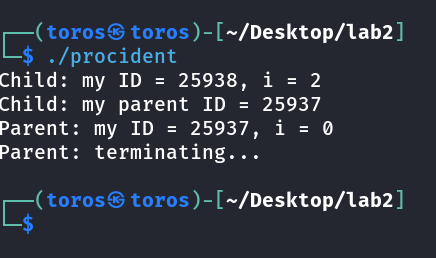 ┌──(toros㉿toros)-[~/Desktop/lab2]
└─$ ./procident
Child: my ID = 25938, i = 2
Child: my parent ID = 25937
Parent: my ID = 25937, i = 0
Parent: terminating...
┌──(toros㉿toros)-[~/Desktop/lab2]
└─$